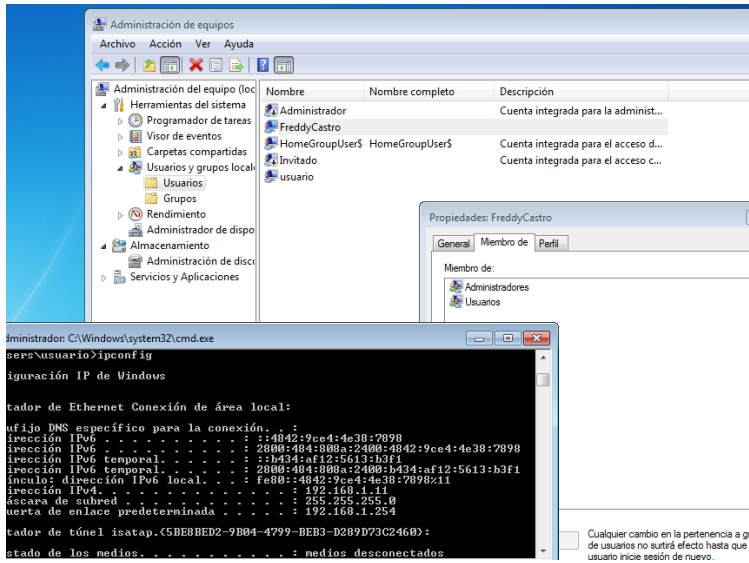 Administración de equipos
Archivo Acción Ver Ayuda
Administración del equipo (loc
Herramientas del sistema
Programador de tareas
Visor de eventos
Carpetas compartidas
Usuarios y grupos local
Usuarios
Grupos
Rendimiento
Administrador de dispo
Almacenamiento
Administración de disc
Servicios y Aplicaciones
Nombre Nombre completo Descripción
Administrador Cuenta integrada para la administ...
FreddyCastro
HomeGroupUser$ HomeGroupUser$ Cuenta integrada para el acceso d...
Invitado Cuenta integrada para el acceso c...
usuario
Propiedades: FreddyCastro
General Miembro de Perfil
Miembro de:
Administradores
Usuarios
dministrador: C:\Windows\system32\cmd.exe
sers\usuario>ipconfig
iguración IP de Windows
tador de Ethernet Conexión de área local:
ufijo DNS específico para la conexión. . :
irección IPv6 . . . . . . . . . . : ::4842:9ce4:4e38:7898
irección IPv6 . . . . . . . . . . : 2800:484:808a:2400:4842:9ce4:4e38:7898
irección IPv6 temporal. . . . . . : ::b434:af12:5613:b3f1
irección IPv6 temporal. . . . . . : 2800:484:808a:2400:b434:af12:5613:b3f1
ínculo: dirección IPv6 local. . . : fe80::4842:9ce4:4e38:7898%11
irección IPv4. . . . . . . . . . . . . . : 192.168.1.11
áscara de subred . . . . . . . . . . . . : 255.255.255.0
uerta de enlace predeterminada . . . . . : 192.168.1.254
tador de túnel isatap.{5BE8BED2-9B04-4799-BEB3-D289D73C2460}:
stado de los medios. . . . . . . . . . . : medios desconectados
Cualquier cambio en la pertenencia a g
de usuarios no surtirá efecto hasta que
usuario inicie sesión de nuevo.